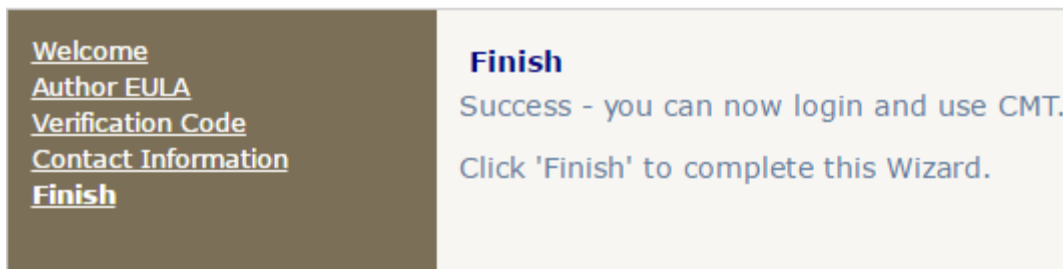 Welcome
Author EULA
Verification Code
Contact Information
Finish
Finish
Success - you can now login and use CMT.
Click 'Finish' to complete this Wizard.